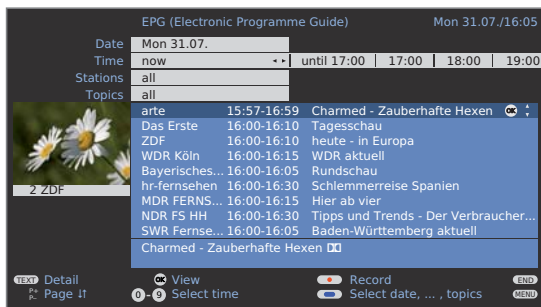 EPG (Electronic Programme Guide) Mon 31.07./16:05
Date Mon 31.07.
Time now until 17:00 17:00 18:00 19:00
Stations all
Topics all
arte 15:57-16:59 Charmed - Zauberhafte Hexen OK
Das Erste 16:00-16:10 Tagesschau
ZDF 16:00-16:10 heute - in Europa
WDR Köln 16:00-16:15 WDR aktuell
Bayerisches... 16:00-16:05 Rundschau
hr-fernsehen 16:00-16:30 Schlemmerreise Spanien
MDR FERNS... 16:00-16:15 Hier ab vier
NDR FS HH 16:00-16:30 Tipps und Trends - Der Verbraucher...
SWR Fernse... 16:00-16:05 Baden-Württemberg aktuell
2 ZDF
Charmed - Zauberhafte Hexen
TEXT Detail OK View Record END
P+ P- Page 0-9 Select time Select date, ... , topics MENU